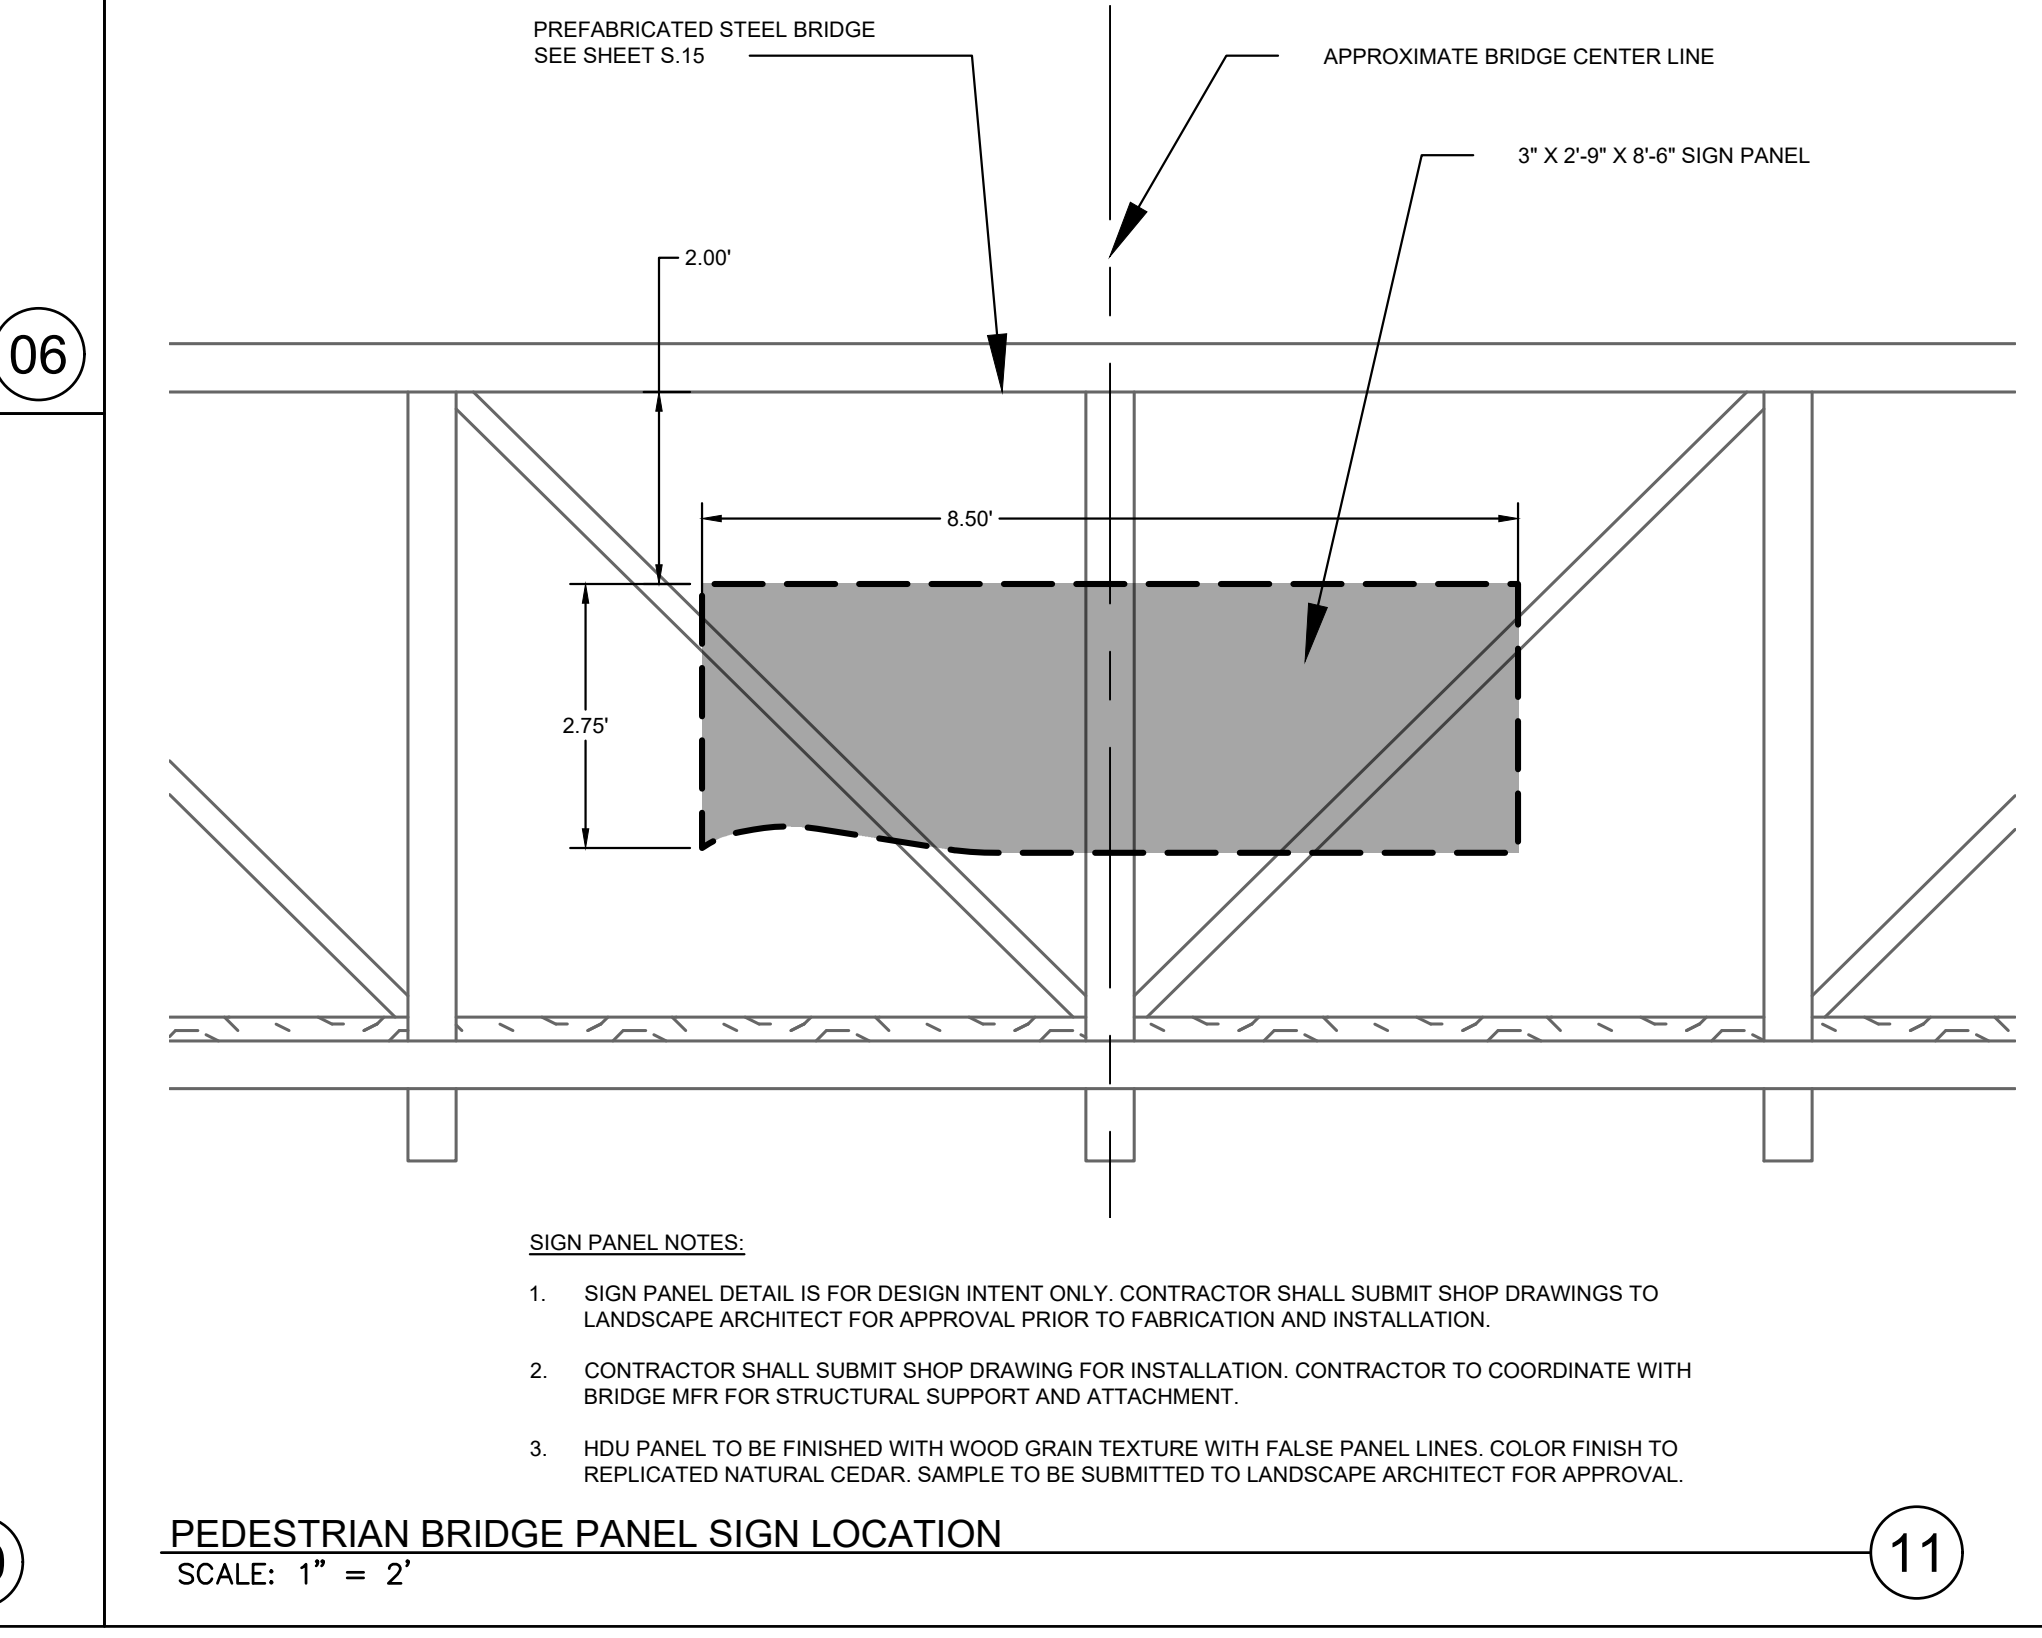 PREFABRICATED STEEL BRIDGE
SEE SHEET S.15
APPROXIMATE BRIDGE CENTER LINE
3" X 2'-9" X 8'-6" SIGN PANEL
2.00'
06
8.50'
2.75'
SIGN PANEL NOTES:
1. SIGN PANEL DETAIL IS FOR DESIGN INTENT ONLY. CONTRACTOR SHALL SUBMIT SHOP DRAWINGS TO
LANDSCAPE ARCHITECT FOR APPROVAL PRIOR TO FABRICATION AND INSTALLATION.
2. CONTRACTOR SHALL SUBMIT SHOP DRAWING FOR INSTALLATION. CONTRACTOR TO COORDINATE WITH
BRIDGE MFR FOR STRUCTURAL SUPPORT AND ATTACHMENT.
3. HDU PANEL TO BE FINISHED WITH WOOD GRAIN TEXTURE WITH FALSE PANEL LINES. COLOR FINISH TO
REPLICATED NATURAL CEDAR. SAMPLE TO BE SUBMITTED TO LANDSCAPE ARCHITECT FOR APPROVAL.
PEDESTRIAN BRIDGE PANEL SIGN LOCATION
11
SCALE: 1” = 2’